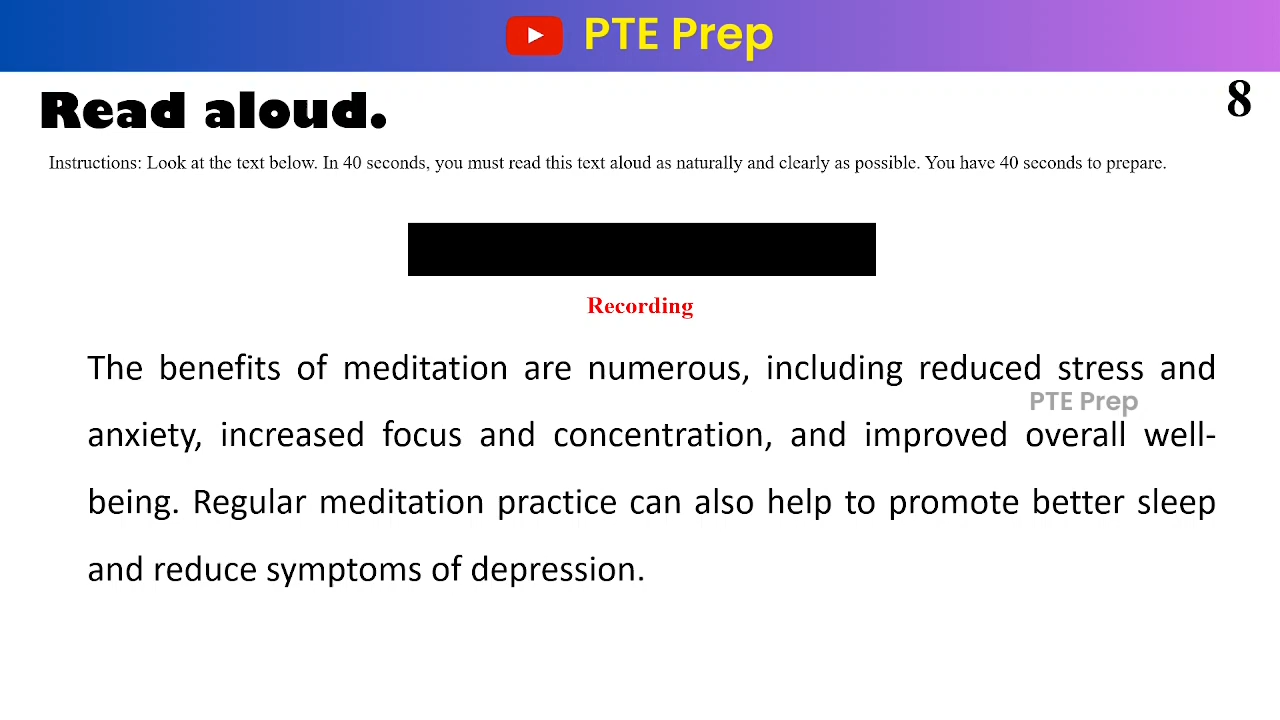 PTE Prep
Read aloud.
8
Instructions: Look at the text below. In 40 seconds, you must read this text aloud as naturally and clearly as possible. You have 40 seconds to prepare.
Recording
The benefits of meditation are numerous, including reduced stress and
PTE Prep
anxiety, increased focus and concentration, and improved overall well-
being. Regular meditation practice can also help to promote better sleep
and reduce symptoms of depression.